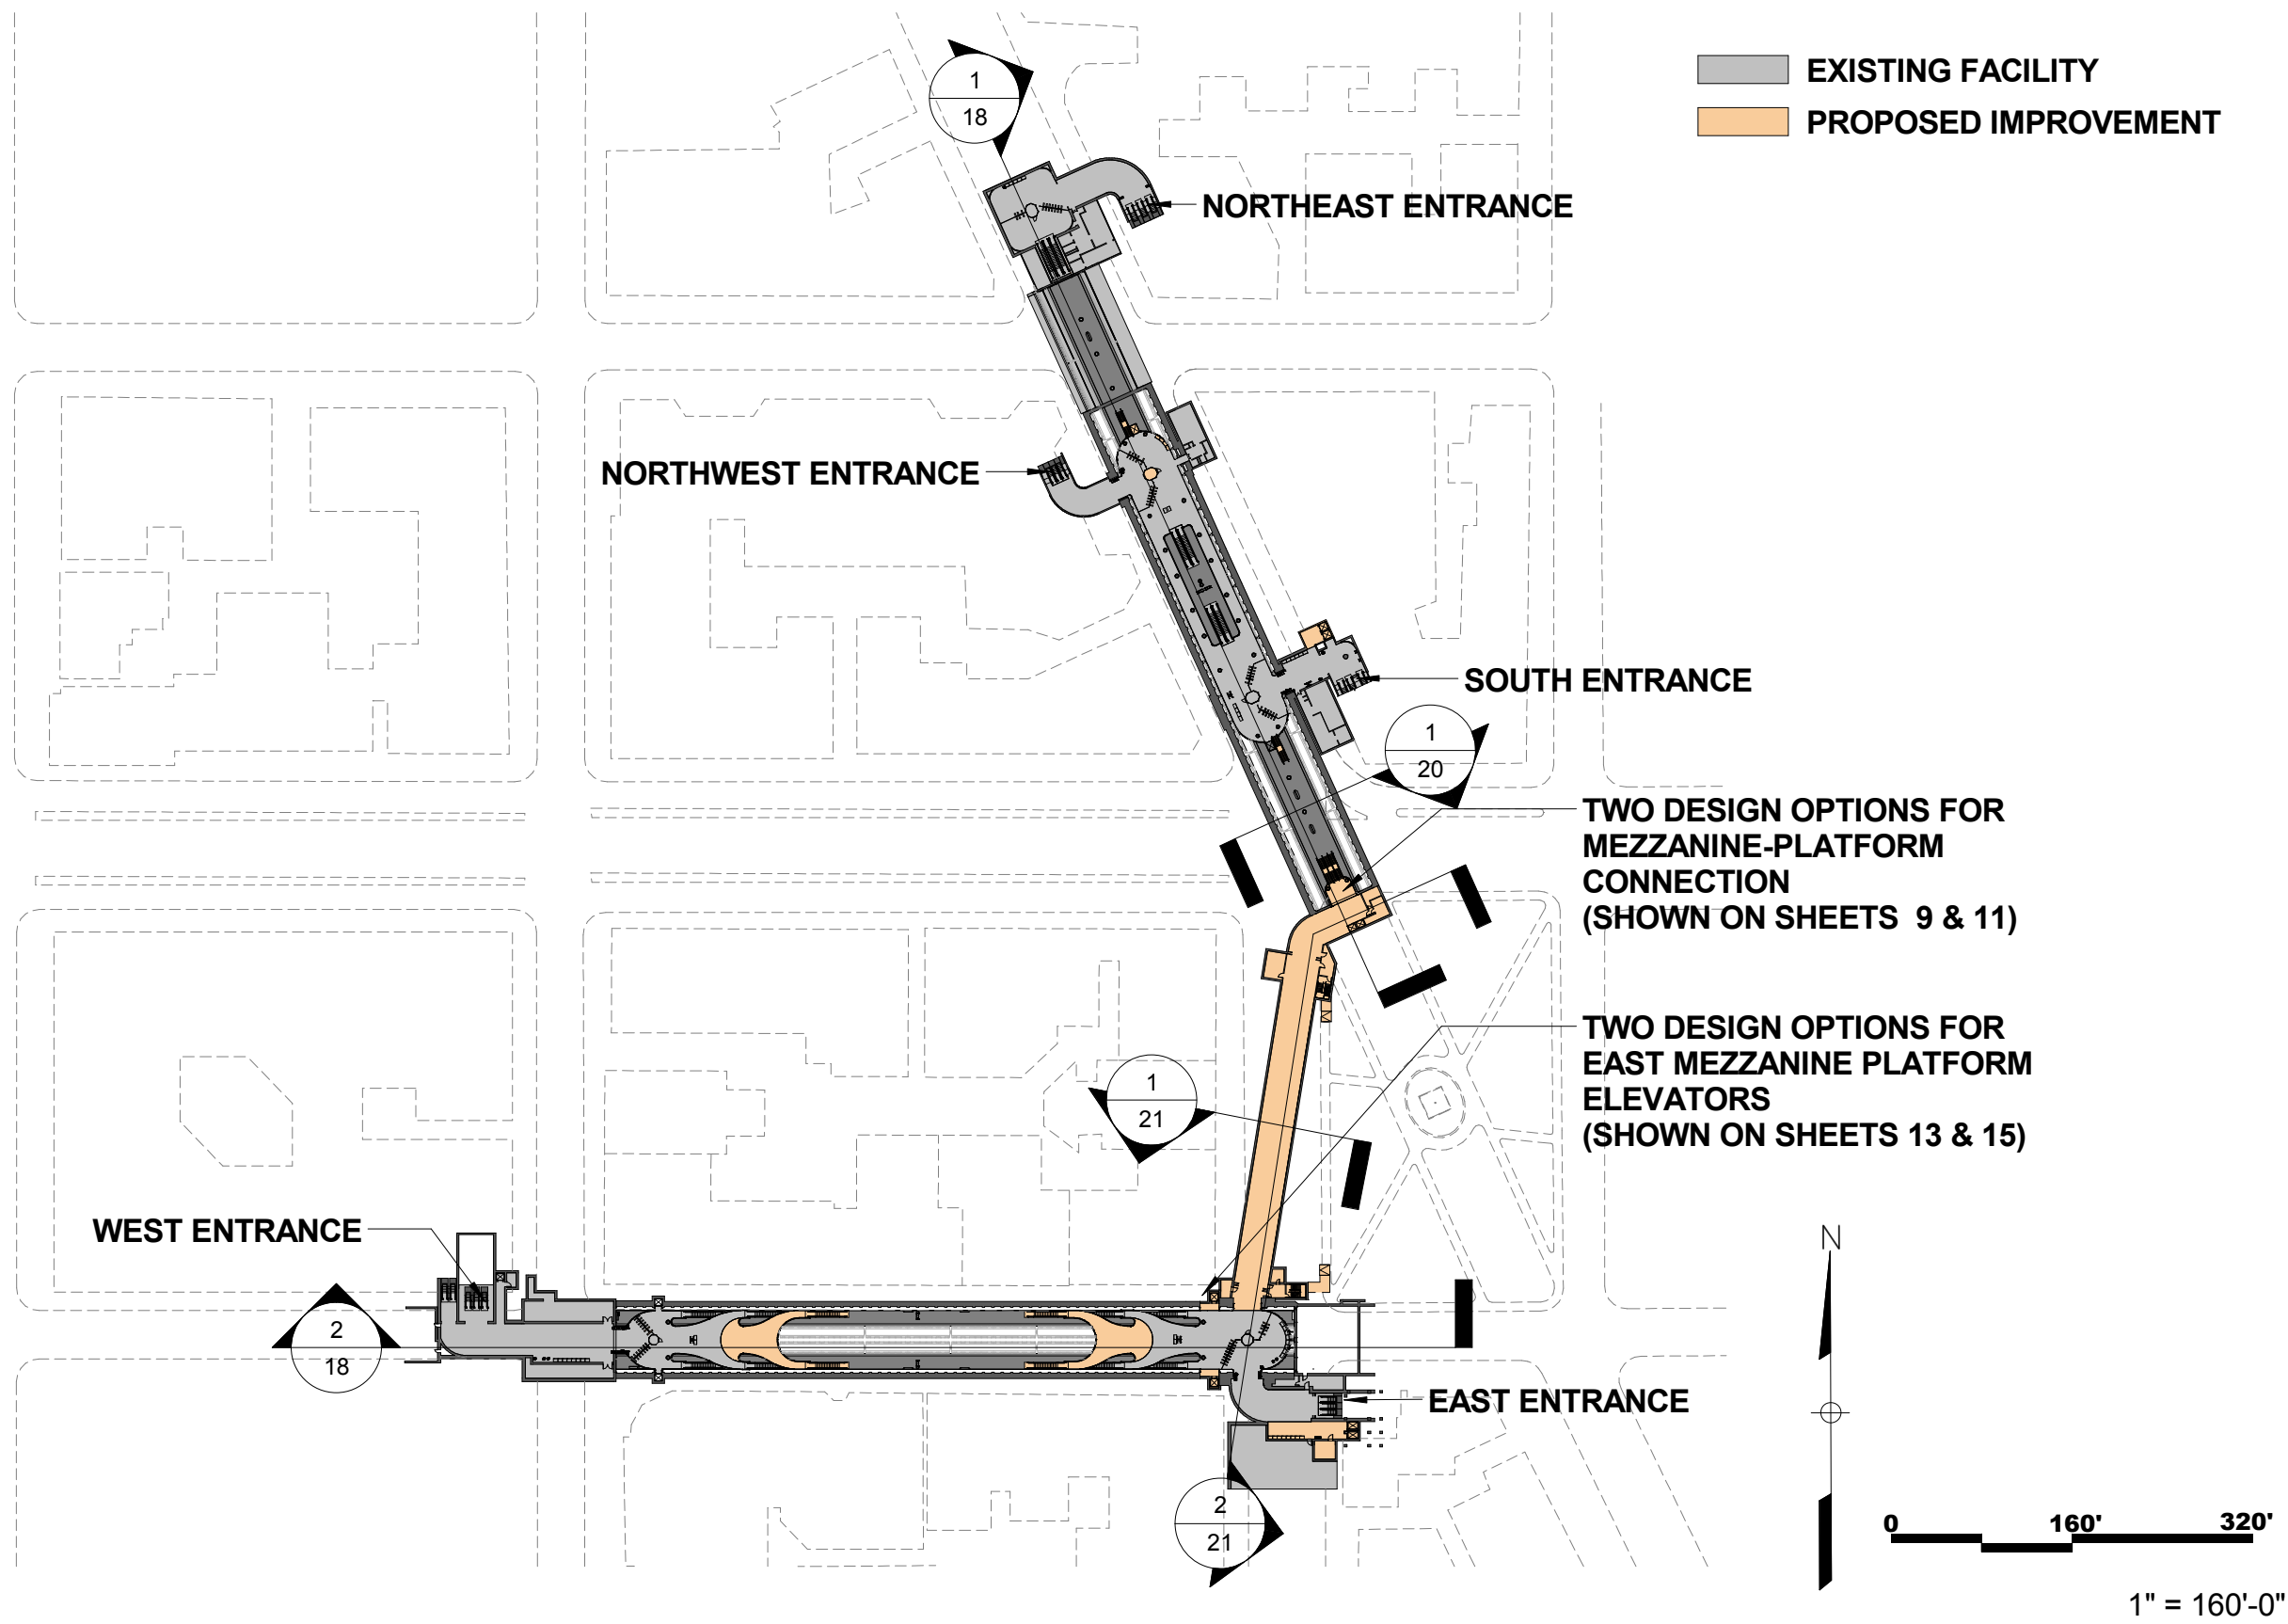 1
18
EXISTING FACILITY
PROPOSED IMPROVEMENT
NORTHEAST ENTRANCE
NORTHWEST ENTRANCE
SOUTH ENTRANCE
1
20
TWO DESIGN OPTIONS FOR
MEZZANINE-PLATFORM
CONNECTION
(SHOWN ON SHEETS 9 & 11)
TWO DESIGN OPTIONS FOR
EAST MEZZANINE PLATFORM
ELEVATORS
(SHOWN ON SHEETS 13 & 15)
1
21
WEST ENTRANCE
2
18
N
EAST ENTRANCE
2
21
0 160' 320'
1" = 160'-0"